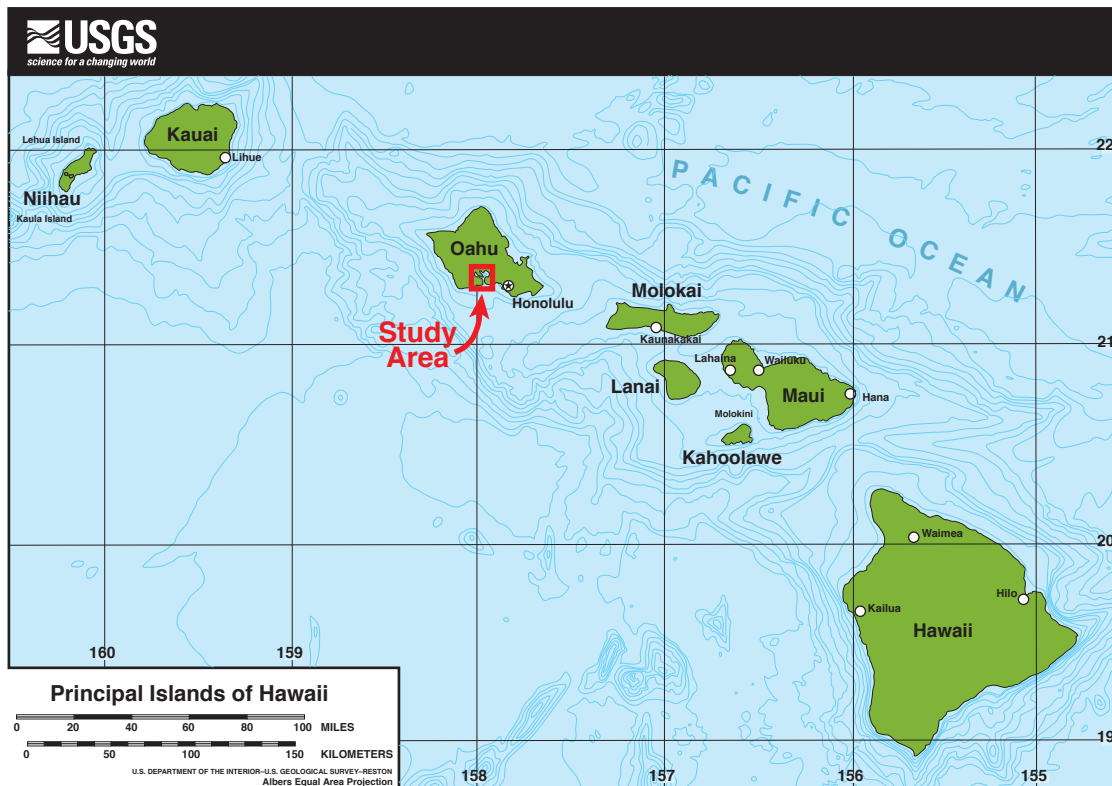 USGS
science for a changing world
Lehua Island
Kauai
Lihue
22
Niihau
Kaula Island
PACIFIC OCEAN
Oahu
Honolulu
Study
Area
Molokai
Kaunakakai
21
Lahaina
Wailuku
Lanai
Maui
Hana
Molokini
Kahoolawe
Waimea
20
Kailua
Hilo
Hawaii
160
159
Principal Islands of Hawaii
0 20 40 60 80 100 MILES
0 50 100 150 KILOMETERS
U.S. DEPARTMENT OF THE INTERIOR–U.S. GEOLOGICAL SURVEY–RESTON
Albers Equal Area Projection
19
158
157
156
155